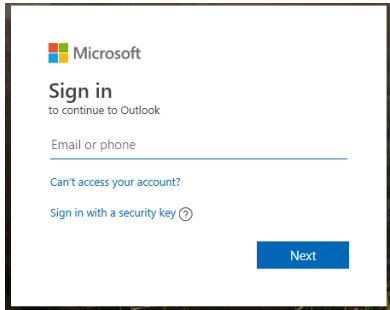 Microsoft
Sign in
to continue to Outlook
Email or phone
Can't access your account?
Sign in with a security key ?
Next